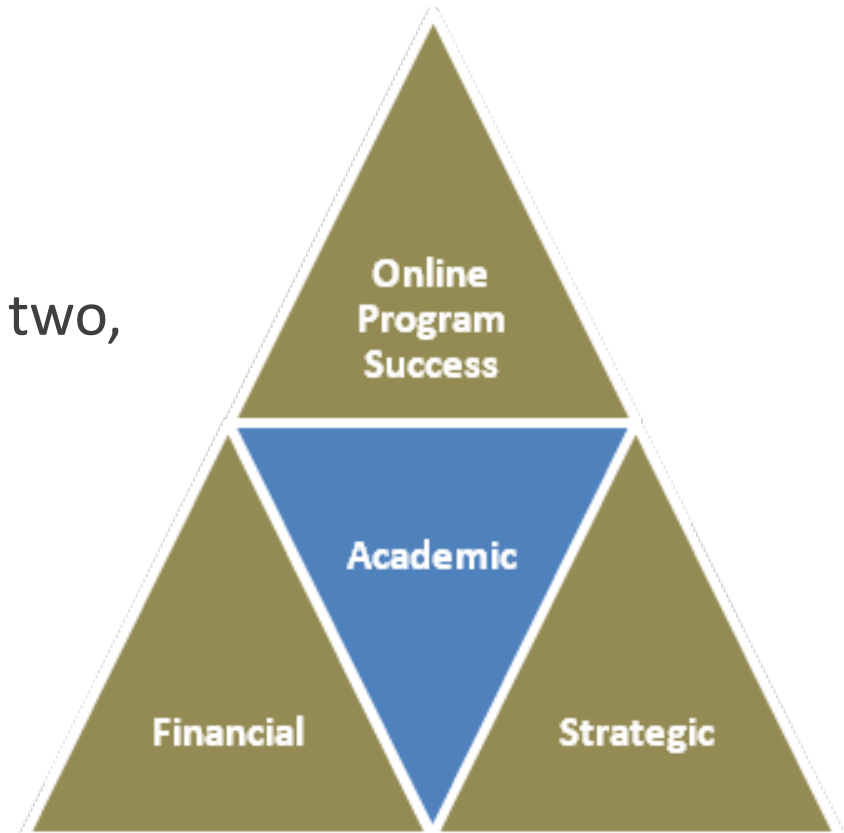 Online
Program
Success
two,
Academic
Financial
Strategic